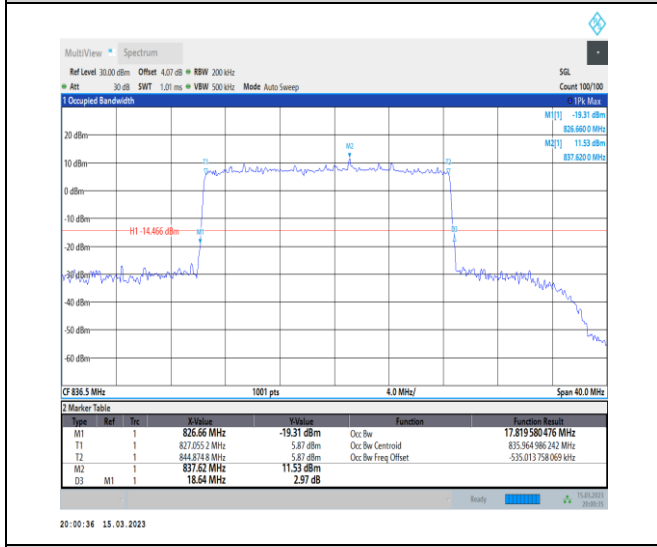 MultiView Spectrum
Ref Level 30.00 dBm Offset 4.07 dB RBW 200 kHz SGL
Att 30 dB SWT 1.01 ms VBW 500 kHz Mode Auto Sweep Count 100/100
1 Occupied Bandwidth 1Pk Max
M1[1] -19.31 dBm
826.660 0 MHz
M2[1] 11.53 dBm
837.620 0 MHz
20 dBm
M2
10 dBm
T1 T2
0 dBm
-10 dBm
H1 -14.466 dBm M1 D3
-20 dBm
-30 dBm
-40 dBm
-50 dBm
-60 dBm
CF 836.5 MHz 1001 pts 4.0 MHz/ Span 40.0 MHz
2 Marker Table
Type Ref Trc X-Value Y-Value Function Function Result
M1 1 826.66 MHz -19.31 dBm Occ Bw 17.819 580 476 MHz
T1 1 827.055 2 MHz 5.87 dBm Occ Bw Centroid 835.964 986 242 MHz
T2 1 844.874 8 MHz 5.87 dBm Occ Bw Freq Offset -535.013 758 069 kHz
M2 1 837.62 MHz 11.53 dBm
D3 M1 1 18.64 MHz 2.97 dB
Ready 15.03.2023
20:00:35
20:00:36 15.03.2023